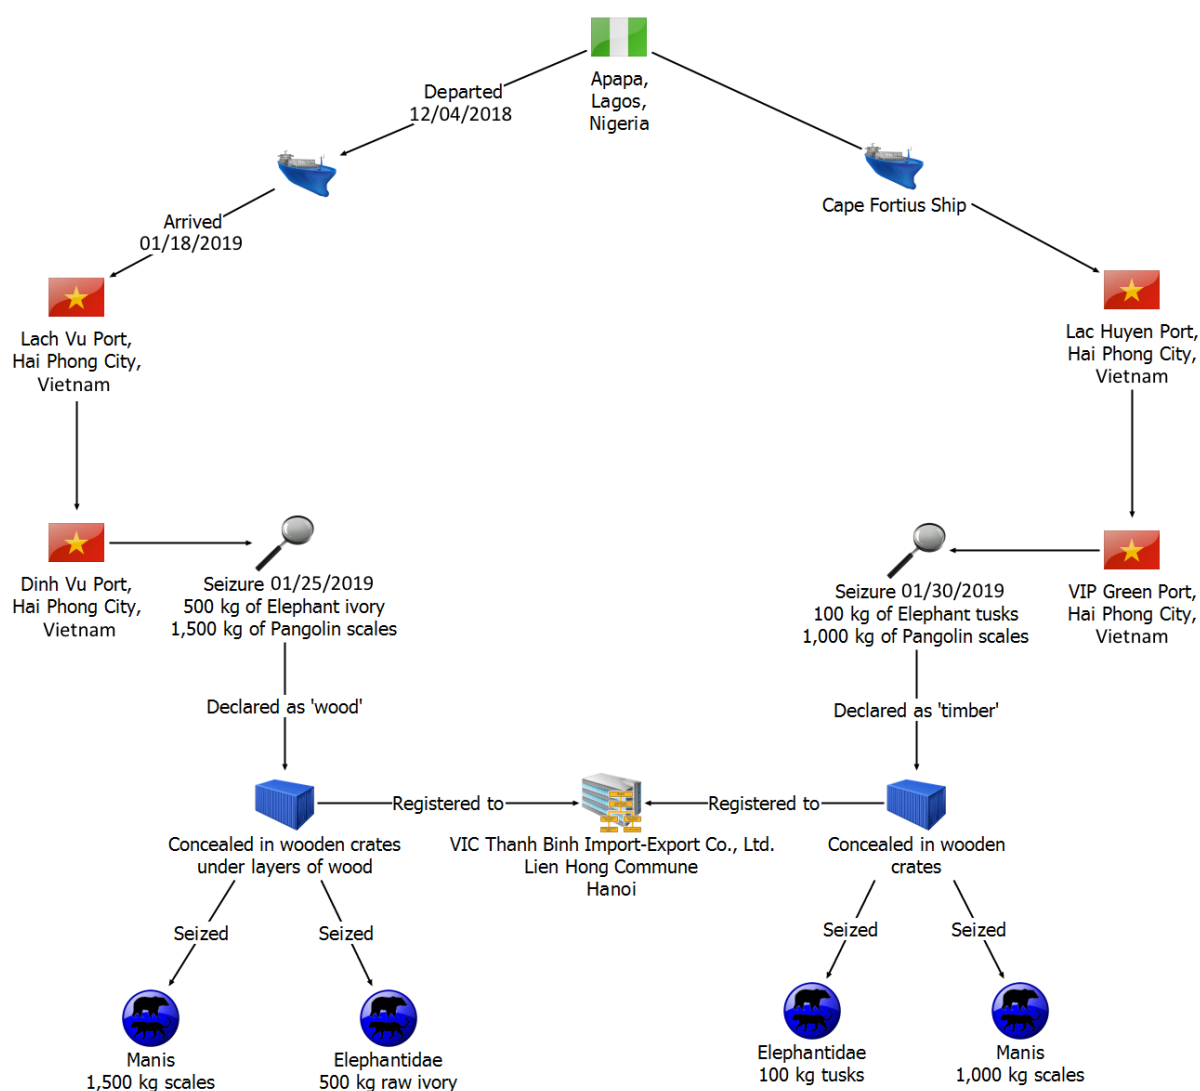 Apapa,
Lagos,
Nigeria
Departed
12/04/2018
Cape Fortius Ship
Arrived
01/18/2019
Lach Vu Port,
Hai Phong City,
Vietnam
Lac Huyen Port,
Hai Phong City,
Vietnam
Dinh Vu Port,
Hai Phong City,
Vietnam
Seizure 01/25/2019
500 kg of Elephant ivory
1,500 kg of Pangolin scales
Seizure 01/30/2019
100 kg of Elephant tusks
1,000 kg of Pangolin scales
VIP Green Port,
Hai Phong City,
Vietnam
Declared as 'wood'
Declared as 'timber'
Registered to
Registered to
Concealed in wooden crates
under layers of wood
VIC Thanh Binh Import-Export Co., Ltd.
Lien Hong Commune
Hanoi
Concealed in wooden
crates
Seized
Seized
Seized
Seized
Manis
1,500 kg scales
Elephantidae
500 kg raw ivory
Elephantidae
100 kg tusks
Manis
1,000 kg scales